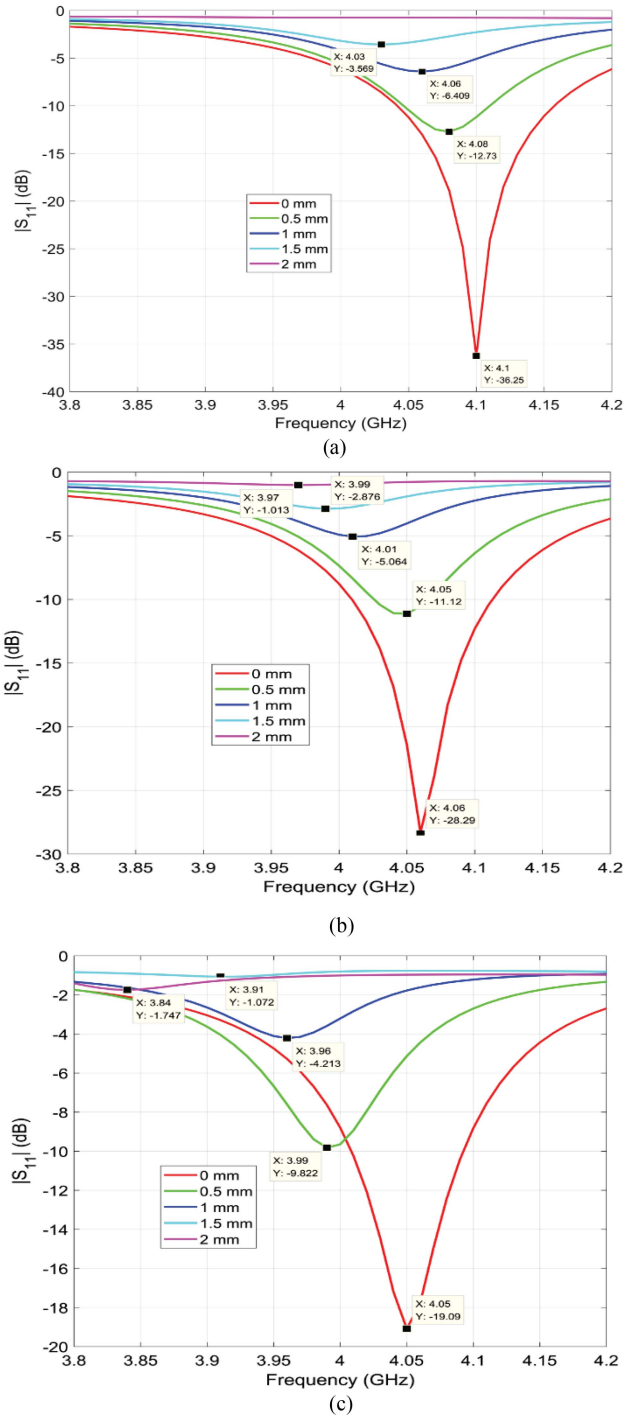 0
-5
-10
-15
-20
-25
-30
-35
-40
|S11| (dB)
X: 4.03
Y: -3.569
X: 4.06
Y: -6.409
X: 4.08
Y: -12.73
0 mm
0.5 mm
1 mm
1.5 mm
2 mm
X: 4.1
Y: -36.25
3.8 3.85 3.9 3.95 4 4.05 4.1 4.15 4.2
Frequency (GHz)
(a)
0
-5
-10
-15
-20
-25
-30
|S11| (dB)
X: 3.97
Y: -1.013
X: 3.99
Y: -2.876
X: 4.01
Y: -5.064
X: 4.05
Y: -11.12
0 mm
0.5 mm
1 mm
1.5 mm
2 mm
X: 4.06
Y: -28.29
3.8 3.85 3.9 3.95 4 4.05 4.1 4.15 4.2
Frequency (GHz)
(b)
0
-2
-4
-6
-8
-10
-12
-14
-16
-18
-20
|S11| (dB)
X: 3.84
Y: -1.747
X: 3.91
Y: -1.072
X: 3.96
Y: -4.213
X: 3.99
Y: -9.822
0 mm
0.5 mm
1 mm
1.5 mm
2 mm
X: 4.05
Y: -19.09
3.8 3.85 3.9 3.95 4 4.05 4.1 4.15 4.2
Frequency (GHz)
(c)